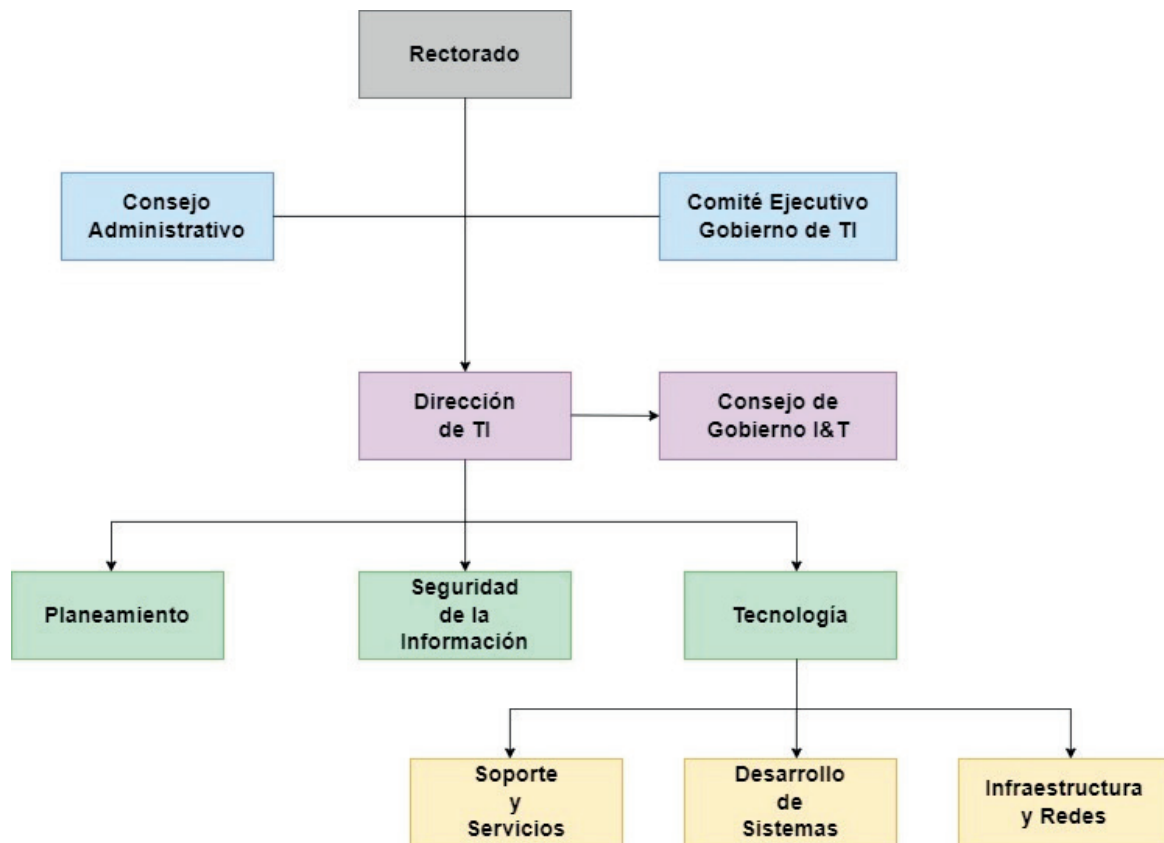 Rectorado
Consejo
Administrativo
Comité Ejecutivo
Gobierno de TI
Dirección
de TI
Consejo de
Gobierno I&T
Planeamiento
Seguridad
de la
Información
Tecnología
Soporte
y
Servicios
Desarrollo
de
Sistemas
Infraestructura
y Redes